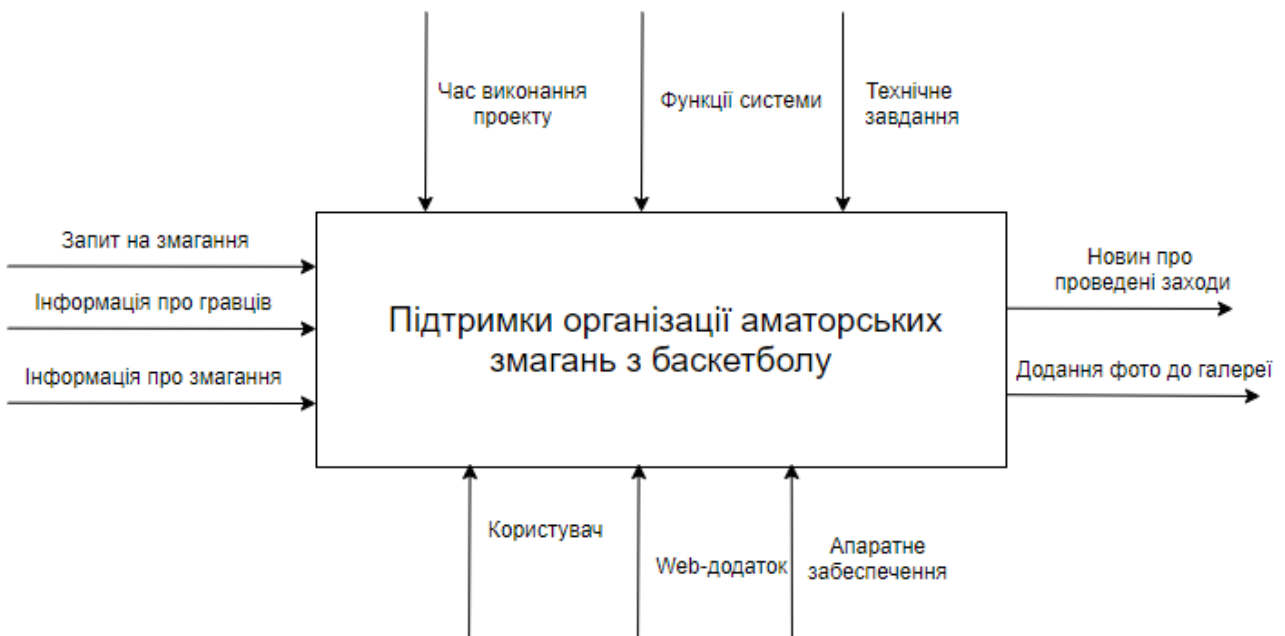 Час виконання
проекту
Функції системи
Технічне
завдання
Запит на змагання
Інформація про гравців
Інформація про змагання
Підтримки організації аматорських
змагань з баскетболу
Новин про
проведені заходи
Додання фото до галереї
Користувач
Web-додаток
Апаратне
забеспечення